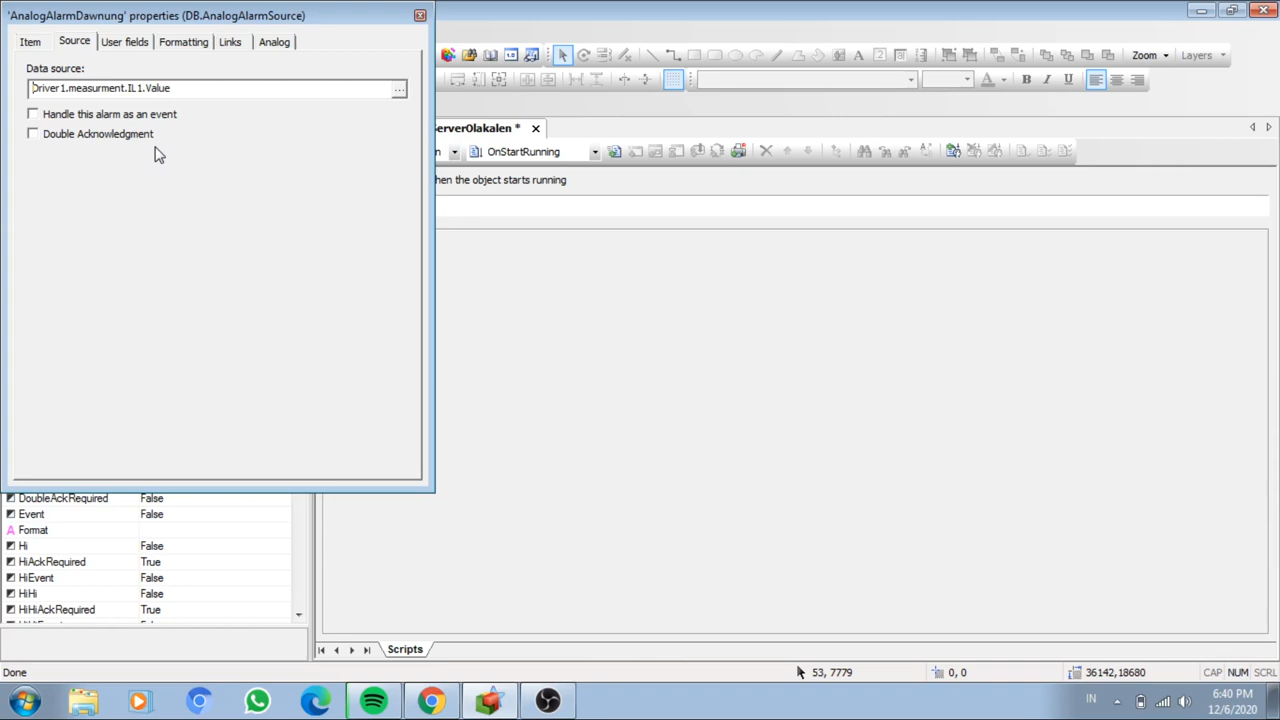 'AnalogAlarmDawnung' properties (DB.AnalogAlarmSource)
Item Source User fields Formatting Links Analog
Data source:
Driver1.measurment.IL1.Value ...
Handle this alarm as an event
Double Acknowledgment
Zoom Layers
A A B I U
erverOlakalen *
n OnStartRunning
hen the object starts running
DoubleAckRequired False
Event False
A Format
Hi False
HiAckRequired True
HiEvent False
HiHi False
HiHiAckRequired True
Scripts
Done 53, 7779 0, 0 36142,18680 CAP NUM SCRL
IN 6:40 PM
12/6/2020